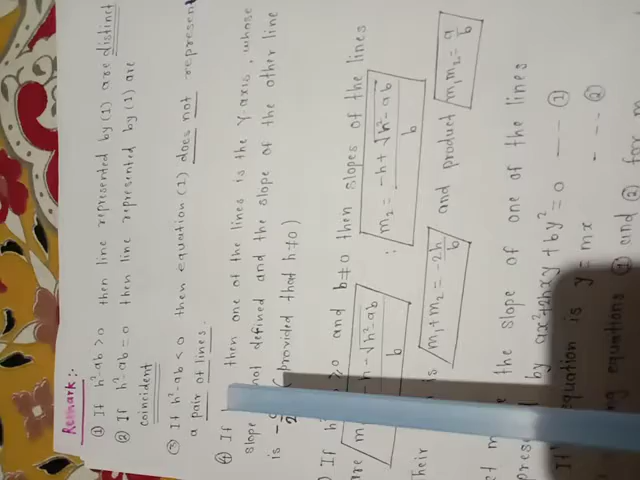 Remark :-
① If h²-ab > 0 then line represented by (1) are distinct
② If h²-ab = 0 then line represented by (1) are
coincident
③ If h²-ab < 0 then equation (1) does not represent
a pair of lines.
④ If then one of the lines is the Y-axis, whose
slope not defined and the slope of the other line
is (provided that h≠0)
If and b≠0 then slopes of the lines
are -h-√h²-ab / b ; m₂ = -h+√h²-ab / b
Their is m₁+m₂ = -2h/b and product m₁m₂ = a/b
the slope of one of the lines
by ax²+2hxy+by²=0 --- ①
equation is y = mx ---- ②
equations ① and ② for